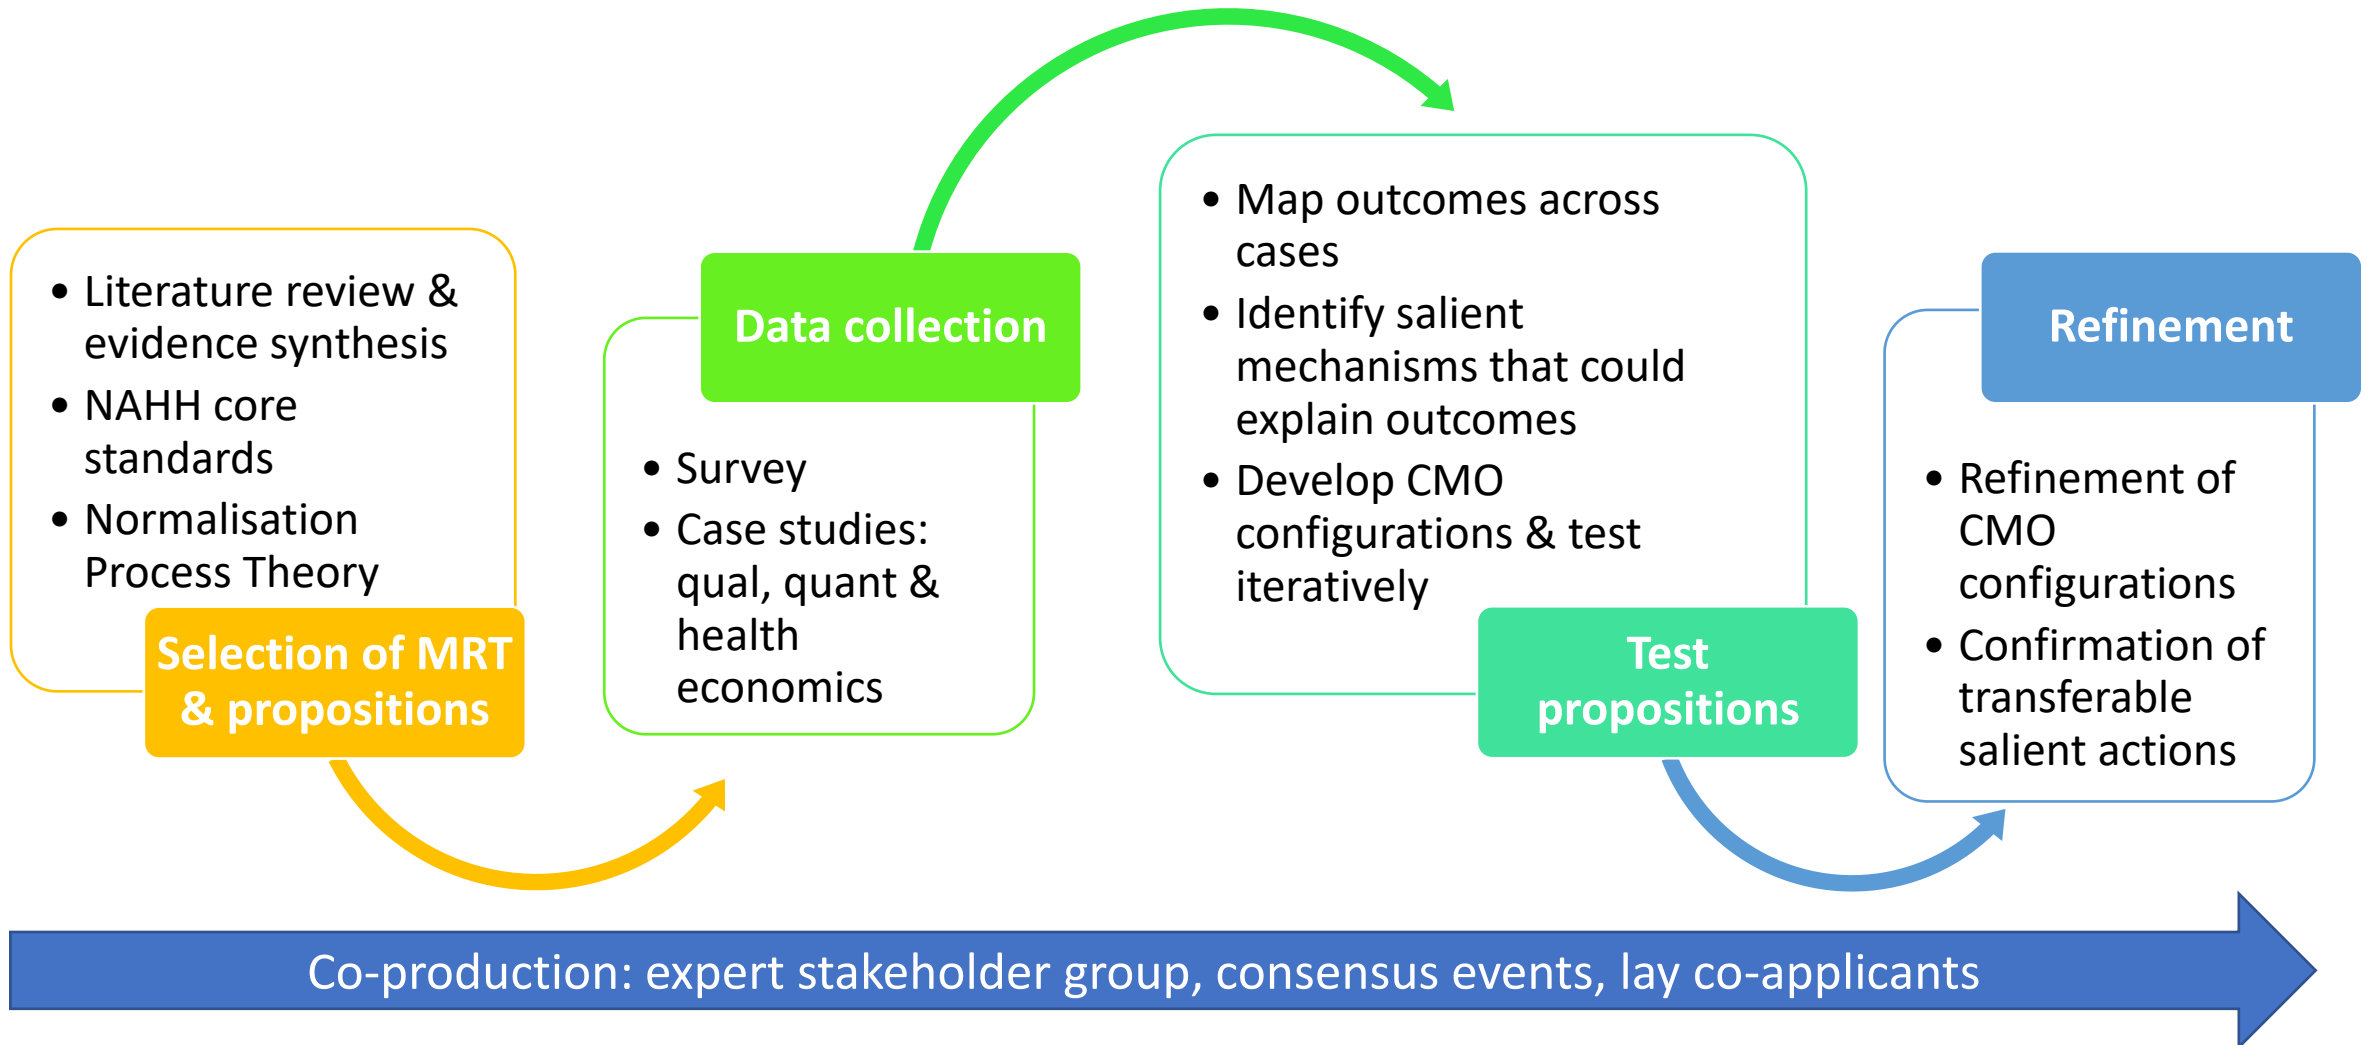 • Literature review &
evidence synthesis
• NAHH core
standards
• Normalisation
Process Theory
Selection of MRT
& propositions
Data collection
• Survey
• Case studies:
qual, quant &
health
economics
• Map outcomes across
cases
• Identify salient
mechanisms that could
explain outcomes
• Develop CMO
configurations & test
iteratively
Test
propositions
Refinement
• Refinement of
CMO
configurations
• Confirmation of
transferable
salient actions
Co-production: expert stakeholder group, consensus events, lay co-applicants